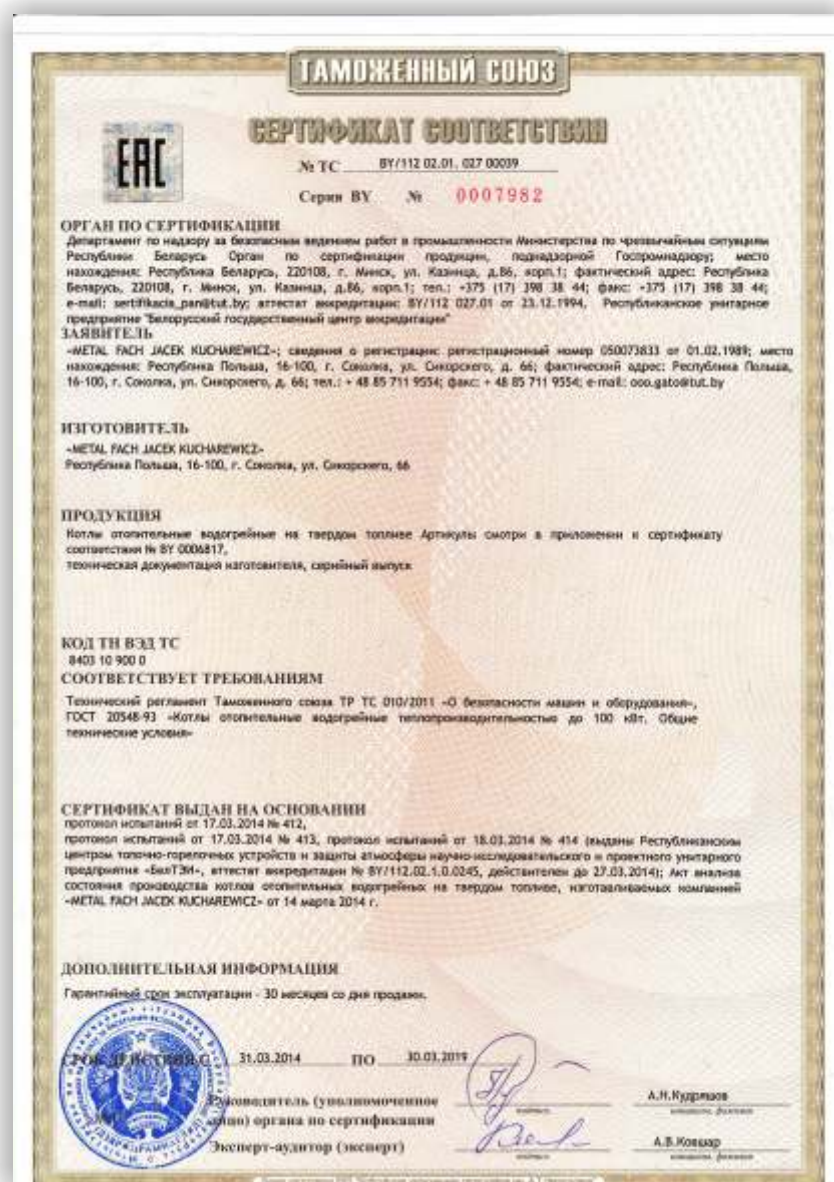 ТАМОЖЕННЫЙ СОЮЗ
СЕРТИФИКАТ СООТВЕТСТВИЯ
EAC
№ ТС BY/112 02.01. 027 00039
Серия BY № 0007982
ОРГАН ПО СЕРТИФИКАЦИИ
Департамент по надзору за безопасным ведением работ в промышленности Министерства по чрезвычайным ситуациям
Республики Беларусь Орган по сертификации продукции, поднадзорной Госпромнадзору; место
нахождения: Республика Беларусь, 220108, г. Минск, ул. Казинца, д.86, корп.1; фактический адрес: Республика
Беларусь, 220108, г. Минск, ул. Казинца, д.86, корп.1; тел.: +375 (17) 398 38 44; факс: +375 (17) 398 38 44;
e-mail: sertifikacia_pan@tut.by; аттестат аккредитации: BY/112 027.01 от 23.12.1994, Республиканское унитарное
предприятие "Белорусский государственный центр аккредитации"
ЗАЯВИТЕЛЬ
«METAL FACH JACEK KUCHAREWICZ»; сведения о регистрации: регистрационный номер 050073833 от 01.02.1989; место
нахождения: Республика Польша, 16-100, г. Соколка, ул. Сикорского, д. 66; фактический адрес: Республика Польша,
16-100, г. Соколка, ул. Сикорского, д. 66; тел.: + 48 85 711 9554; факс: + 48 85 711 9554; e-mail: ooo.gato@tut.by
ИЗГОТОВИТЕЛЬ
«METAL FACH JACEK KUCHAREWICZ»
Республика Польша, 16-100, г. Соколка, ул. Сикорскего, 66
ПРОДУКЦИЯ
Котлы отопительные водогрейные на твердом топливе Артикулы смотри в приложении к сертификату
соответствия № BY 0006817,
техническая документация изготовителя, серийный выпуск
КОД ТН ВЭД ТС
8403 10 900 0
СООТВЕТСТВУЕТ ТРЕБОВАНИЯМ
Технический регламент Таможенного союза ТР ТС 010/2011 «О безопасности машин и оборудования»,
ГОСТ 20548-93 «Котлы отопительные водогрейные теплопроизводительностью до 100 кВт. Общие
технические условия»
СЕРТИФИКАТ ВЫДАН НА ОСНОВАНИИ
протокол испытаний от 17.03.2014 № 412,
протокол испытаний от 17.03.2014 № 413, протокол испытаний от 18.03.2014 № 414 (выданы Республиканским
центром топочно-горелочных устройств и защиты атмосферы научно-исследовательского и проектного унитарного
предприятия «БелТЭИ», аттестат аккредитации № BY/112.02.1.0.0245, действителен до 27.03.2014); Акт анализа
состояния производства котлов отопительных водогрейных на твердом топливе, изготавливаемых компанией
«METAL FACH JACEK KUCHAREWICZ» от 14 марта 2014 г.
ДОПОЛНИТЕЛЬНАЯ ИНФОРМАЦИЯ
Гарантийный срок эксплуатации - 30 месяцев со дня продажи.
СРОК ДЕЙСТВИЯ С 31.03.2014 ПО 30.03.2019
Руководитель (уполномоченное
лицо) органа по сертификации
подпись
А.Н.Кудряшов
инициалы, фамилия
Эксперт-аудитор (эксперт)
подпись
А.В.Ковшар
инициалы, фамилия